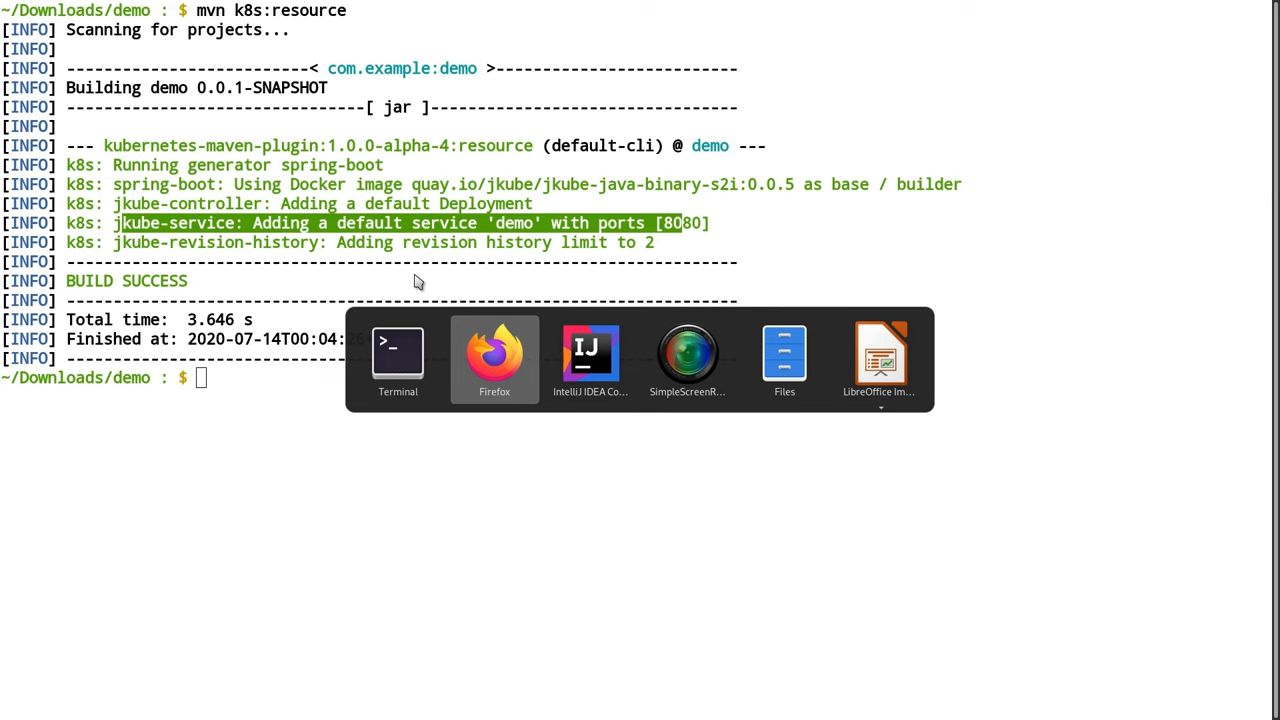 ~/Downloads/demo : $ mvn k8s:resource
[INFO] Scanning for projects...
[INFO]
[INFO] --------------------------< com.example:demo >--------------------------
[INFO] Building demo 0.0.1-SNAPSHOT
[INFO] --------------------------------[ jar ]---------------------------------
[INFO]
[INFO] --- kubernetes-maven-plugin:1.0.0-alpha-4:resource (default-cli) @ demo ---
[INFO] k8s: Running generator spring-boot
[INFO] k8s: spring-boot: Using Docker image quay.io/jkube/jkube-java-binary-s2i:0.0.5 as base / builder
[INFO] k8s: jkube-controller: Adding a default Deployment
[INFO] k8s: jkube-service: Adding a default service 'demo' with ports [8080]
[INFO] k8s: jkube-revision-history: Adding revision history limit to 2
[INFO] ------------------------------------------------------------------------
[INFO] BUILD SUCCESS
[INFO] ------------------------------------------------------------------------
[INFO] Total time:  3.646 s
[INFO] Finished at: 2020-07-14T00:04:
[INFO] ------------------------------------------------------------------------
~/Downloads/demo : $
>_
IJ
Terminal
Firefox
IntelliJ IDEA Co...
SimpleScreenR...
Files
LibreOffice Im...